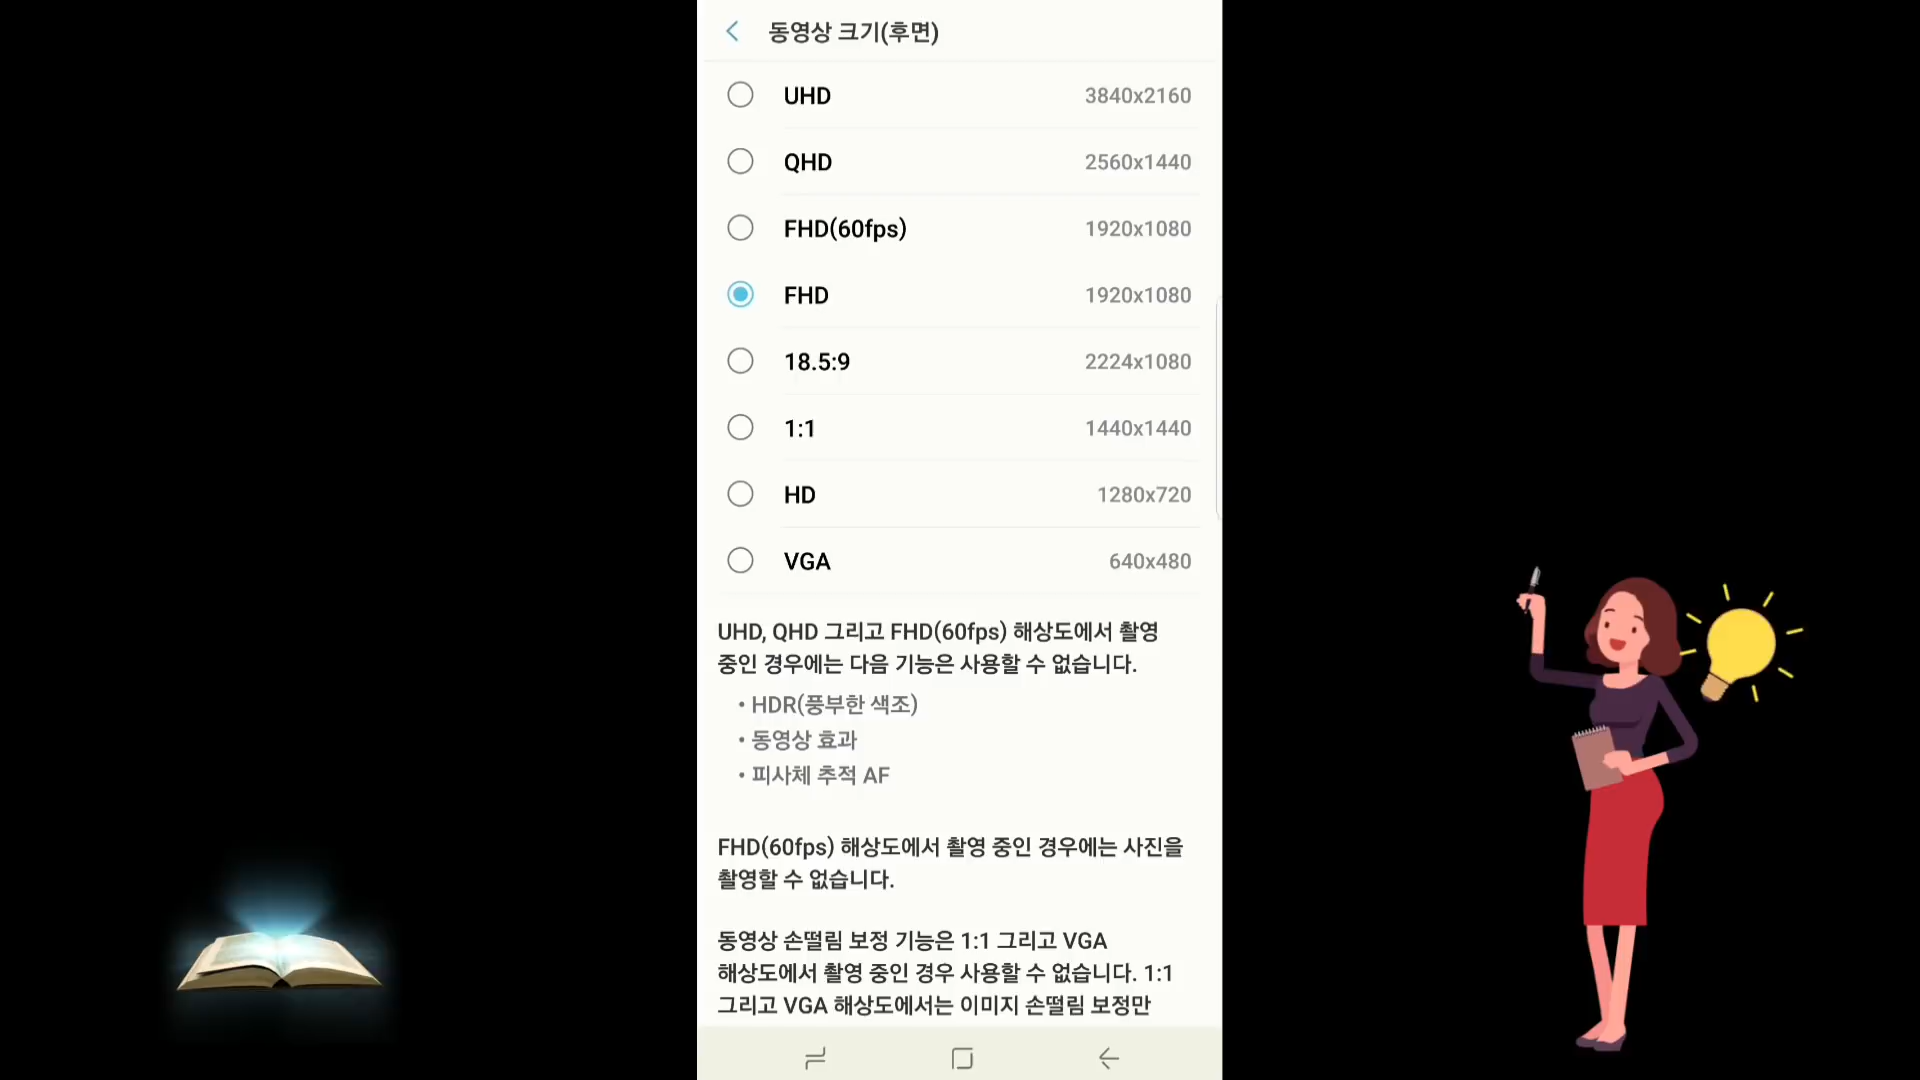 동영상 크기(후면)
UHD 3840x2160
QHD 2560x1440
FHD(60fps) 1920x1080
FHD 1920x1080
18.5:9 2224x1080
1:1 1440x1440
HD 1280x720
VGA 640x480
UHD, QHD 그리고 FHD(60fps) 해상도에서 촬영
중인 경우에는 다음 기능은 사용할 수 없습니다.
• HDR(풍부한 색조)
• 동영상 효과
• 피사체 추적 AF
FHD(60fps) 해상도에서 촬영 중인 경우에는 사진을
촬영할 수 없습니다.
동영상 손떨림 보정 기능은 1:1 그리고 VGA
해상도에서 촬영 중인 경우 사용할 수 없습니다. 1:1
그리고 VGA 해상도에서는 이미지 손떨림 보정만